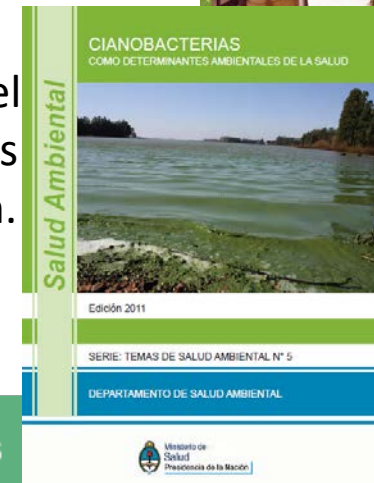 el
s
.
CIANOBACTERIAS
COMO DETERMINANTES AMBIENTALES DE LA SALUD
Salud Ambiental
Edición 2011
SERIE: TEMAS DE SALUD AMBIENTAL N° 5
DEPARTAMENTO DE SALUD AMBIENTAL
s
Ministerio de
Salud
Presidencia de la Nación